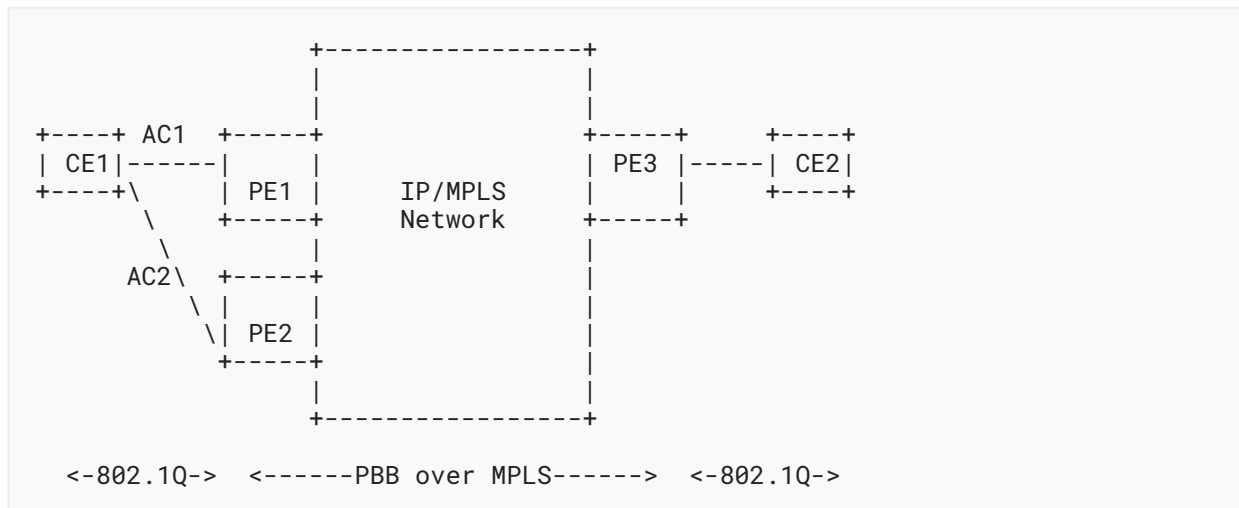 AC1
CE1 PE3 CE2
PE1 IP/MPLS
Network
AC2
PE2
<-802.1Q-> <------PBB over MPLS------> <-802.1Q->